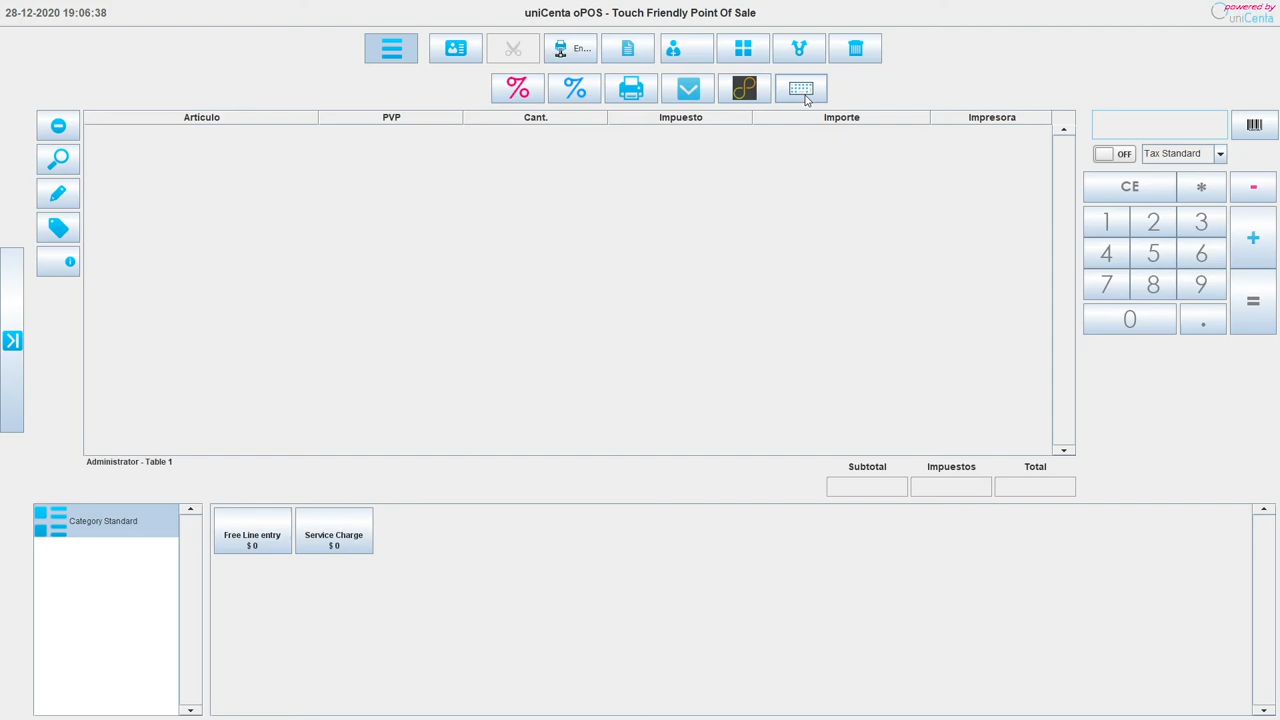 28-12-2020 19:06:38
uniCenta oPOS - Touch Friendly Point Of Sale
powered by
uniCenta
En...
Artículo PVP Cant. Impuesto Importe Impresora
OFF Tax Standard
CE * -
1 2 3 +
4 5 6
7 8 9 =
0 .
Administrator - Table 1
Subtotal Impuestos Total
Category Standard
Free Line entry
$ 0
Service Charge
$ 0